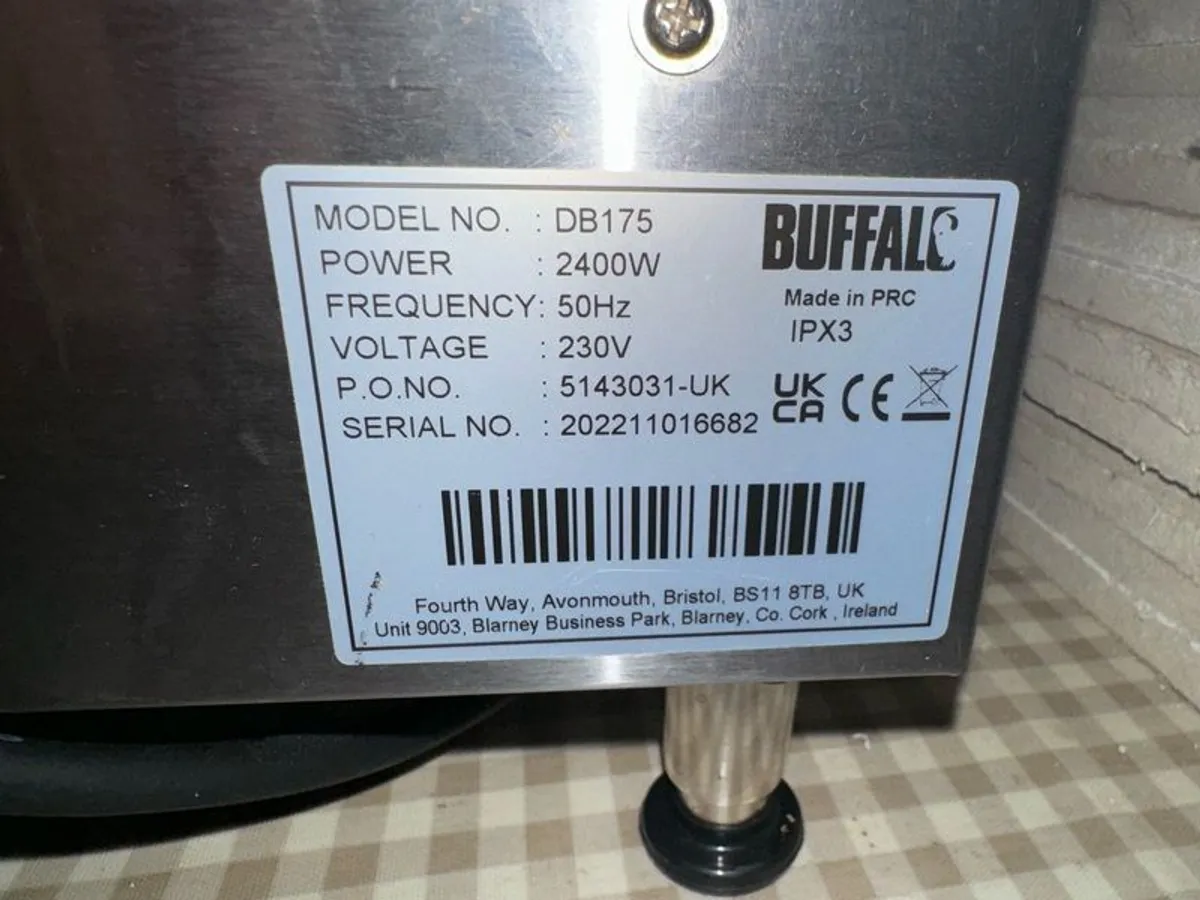 MODEL NO. : DB175
POWER : 2400W
FREQUENCY: 50Hz
VOLTAGE : 230V
P.O.NO. : 5143031-UK
SERIAL NO. : 202211016682
BUFFALO
Made in PRC
IPX3
UK
CA
CE
Fourth Way, Avonmouth, Bristol, BS11 8TB, UK
Unit 9003, Blarney Business Park, Blarney, Co. Cork , Ireland